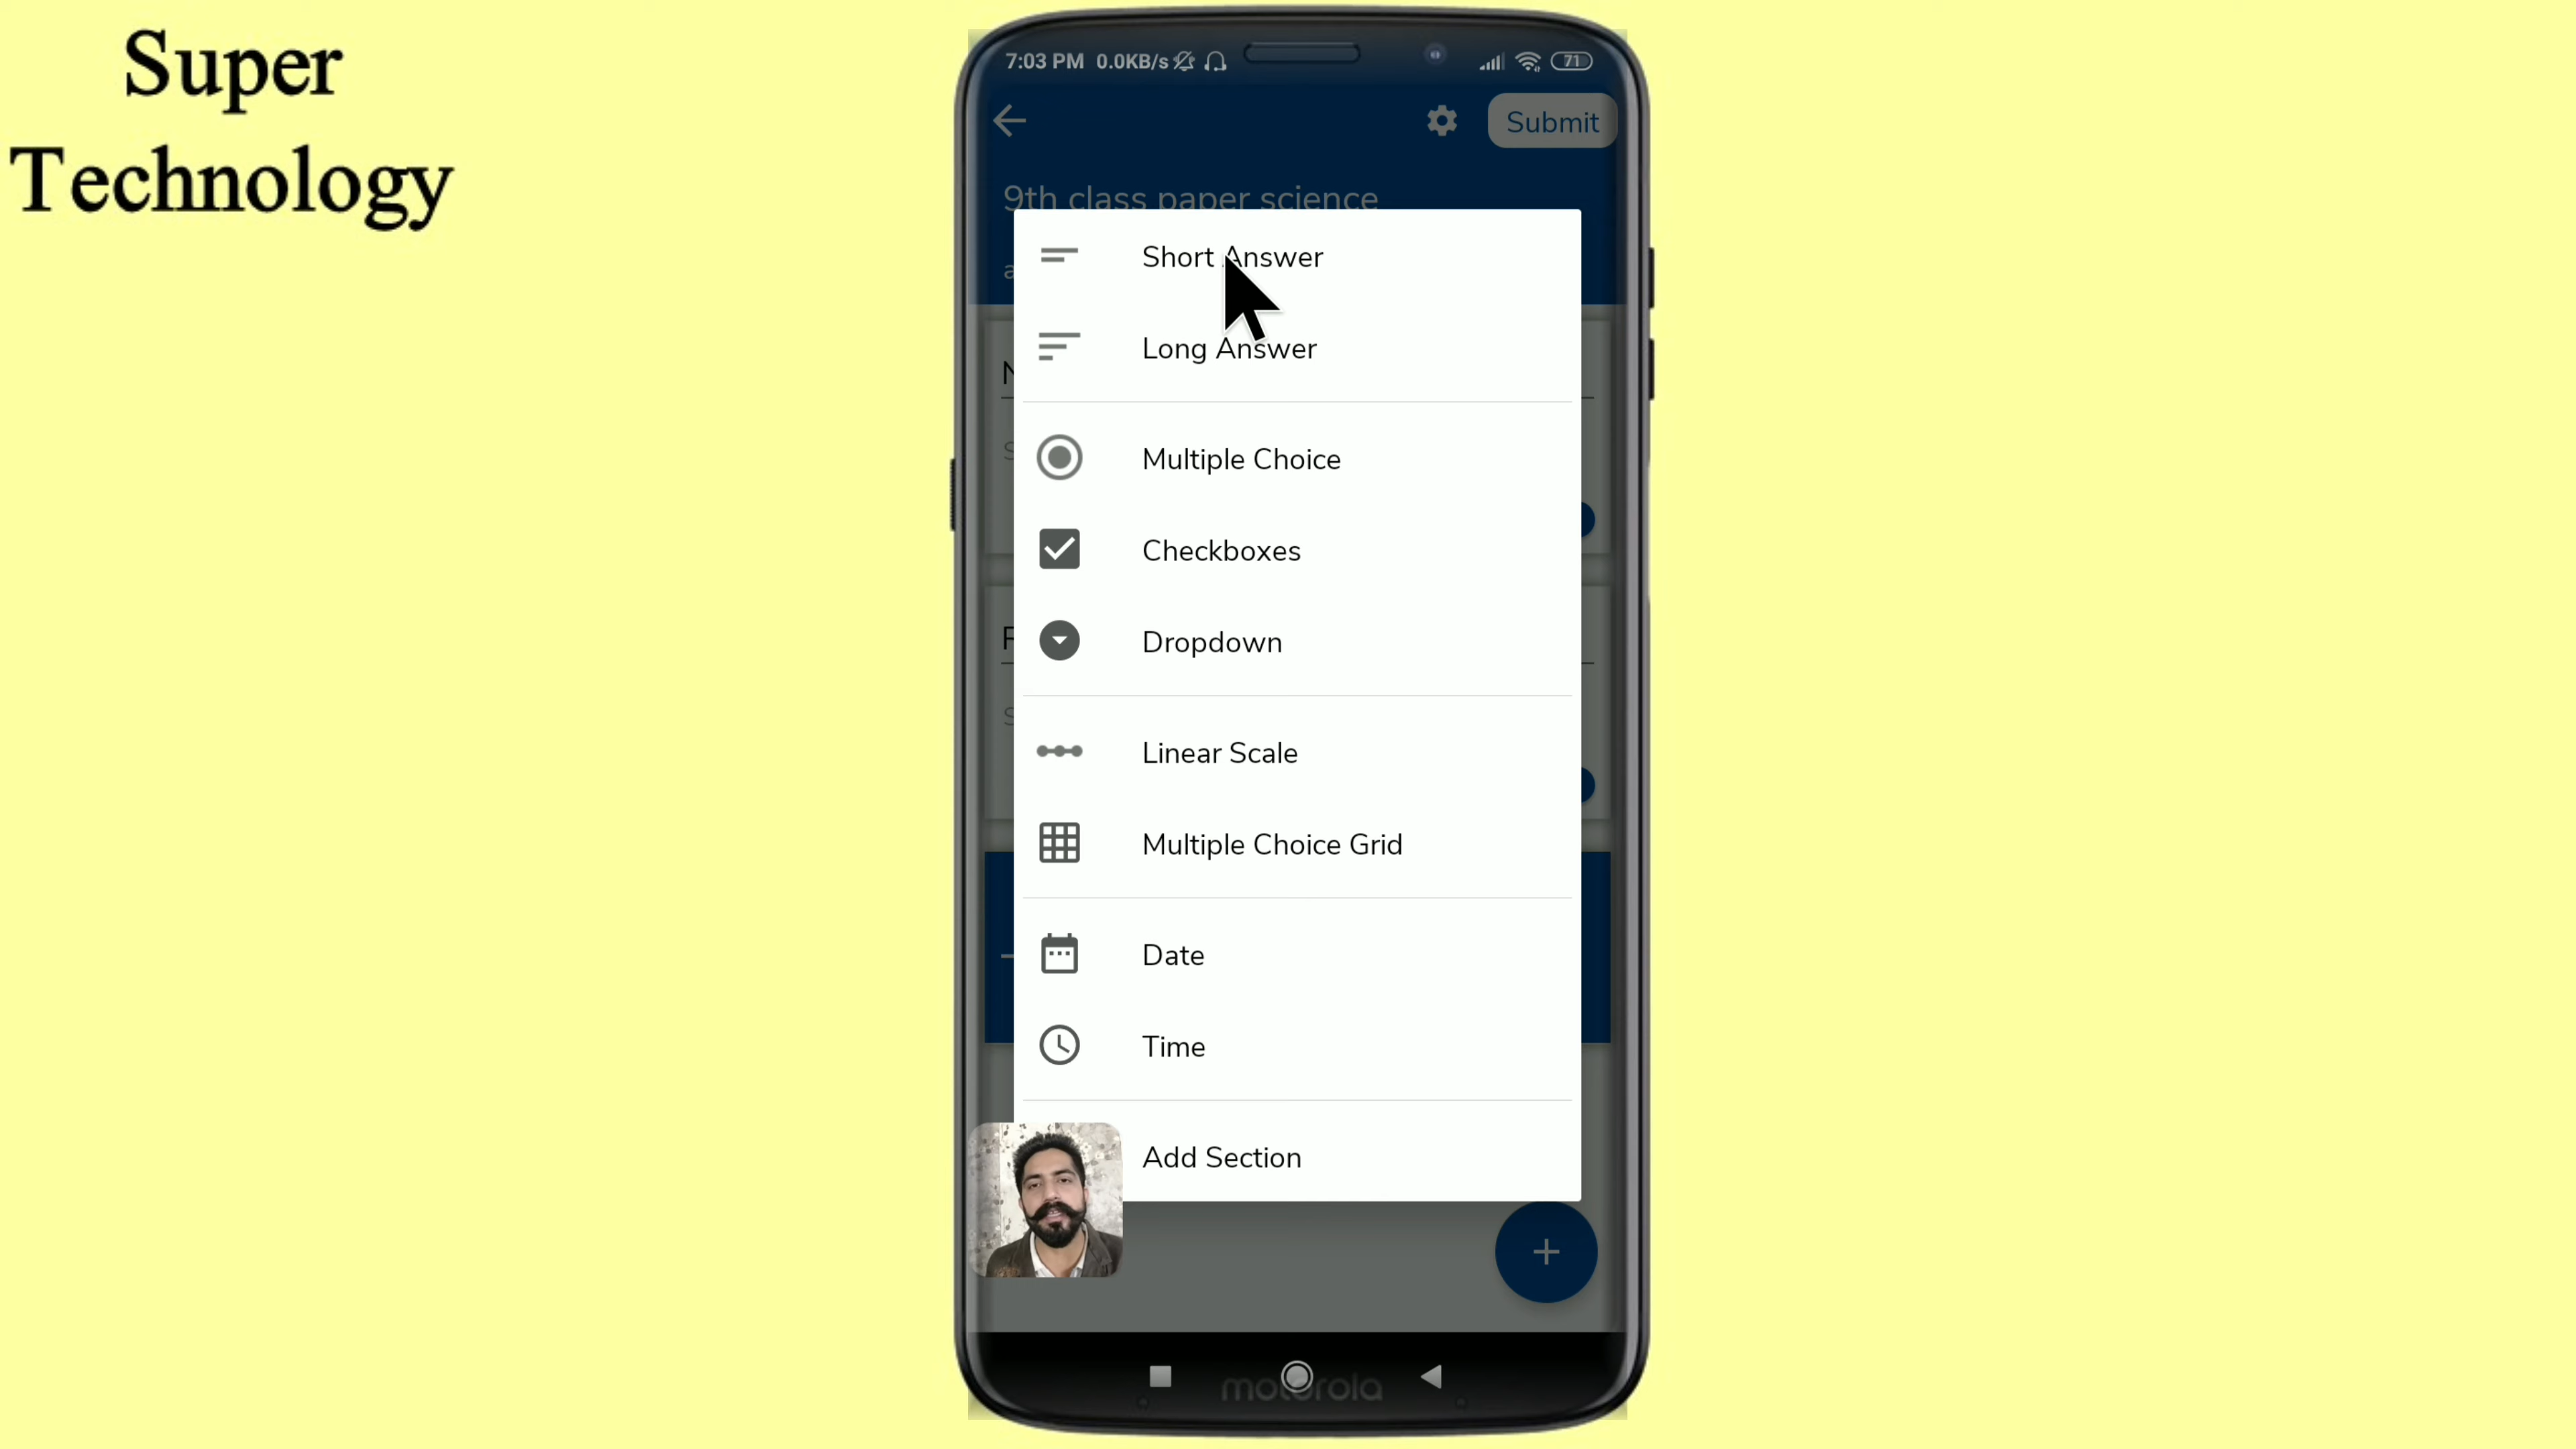 Super
Technology
7:03 PM 0.0KB/s
71
Submit
9th class paper science
Short Answer
Long Answer
Multiple Choice
Checkboxes
Dropdown
Linear Scale
Multiple Choice Grid
Date
Time
Add Section
motorola